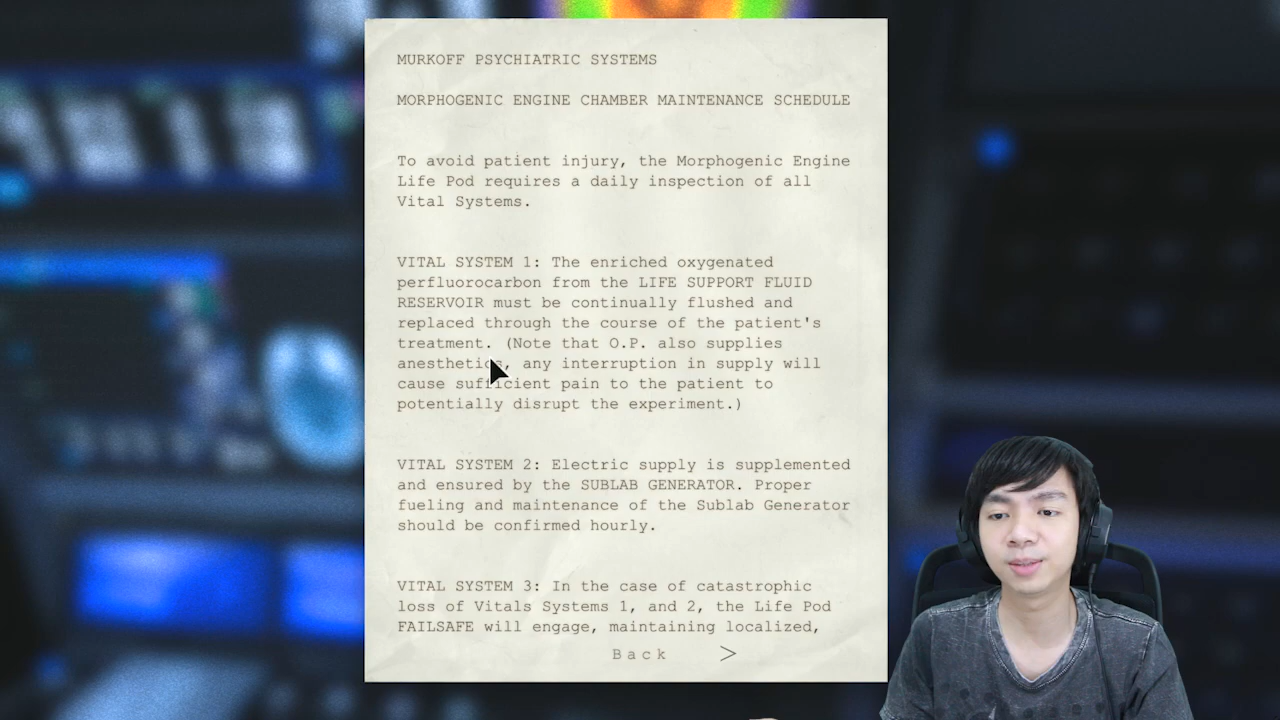 MURKOFF PSYCHIATRIC SYSTEMS
MORPHOGENIC ENGINE CHAMBER MAINTENANCE SCHEDULE
To avoid patient injury, the Morphogenic Engine
Life Pod requires a daily inspection of all
Vital Systems.
VITAL SYSTEM 1: The enriched oxygenated
perfluorocarbon from the LIFE SUPPORT FLUID
RESERVOIR must be continually flushed and
replaced through the course of the patient's
treatment. (Note that O.P. also supplies
anesthetics, any interruption in supply will
cause sufficient pain to the patient to
potentially disrupt the experiment.)
VITAL SYSTEM 2: Electric supply is supplemented
and ensured by the SUBLAB GENERATOR. Proper
fueling and maintenance of the Sublab Generator
should be confirmed hourly.
VITAL SYSTEM 3: In the case of catastrophic
loss of Vitals Systems 1, and 2, the Life Pod
FAILSAFE will engage, maintaining localized,
Back >